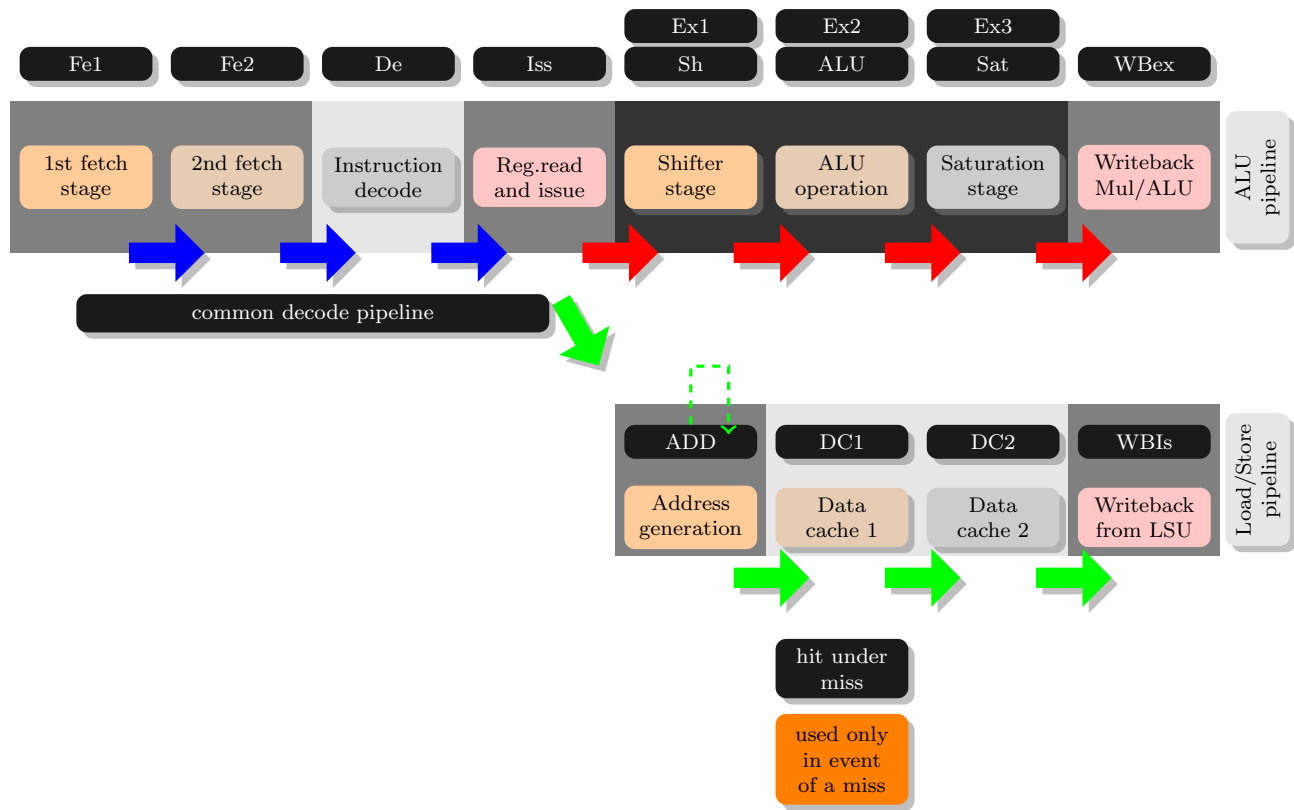 Ex1 Ex2 Ex3
Fe1 Fe2 De Iss Sh ALU Sat WBex
1st fetch
stage
2nd fetch
stage
Instruction
decode
Reg.read
and issue
Shifter
stage
ALU
operation
Saturation
stage
Writeback
Mul/ALU
ALU
pipeline
common decode pipeline
ADD DC1 DC2 WBIs
Address
generation
Data
cache 1
Data
cache 2
Writeback
from LSU
Load/Store
pipeline
hit under
miss
used only
in event
of a miss